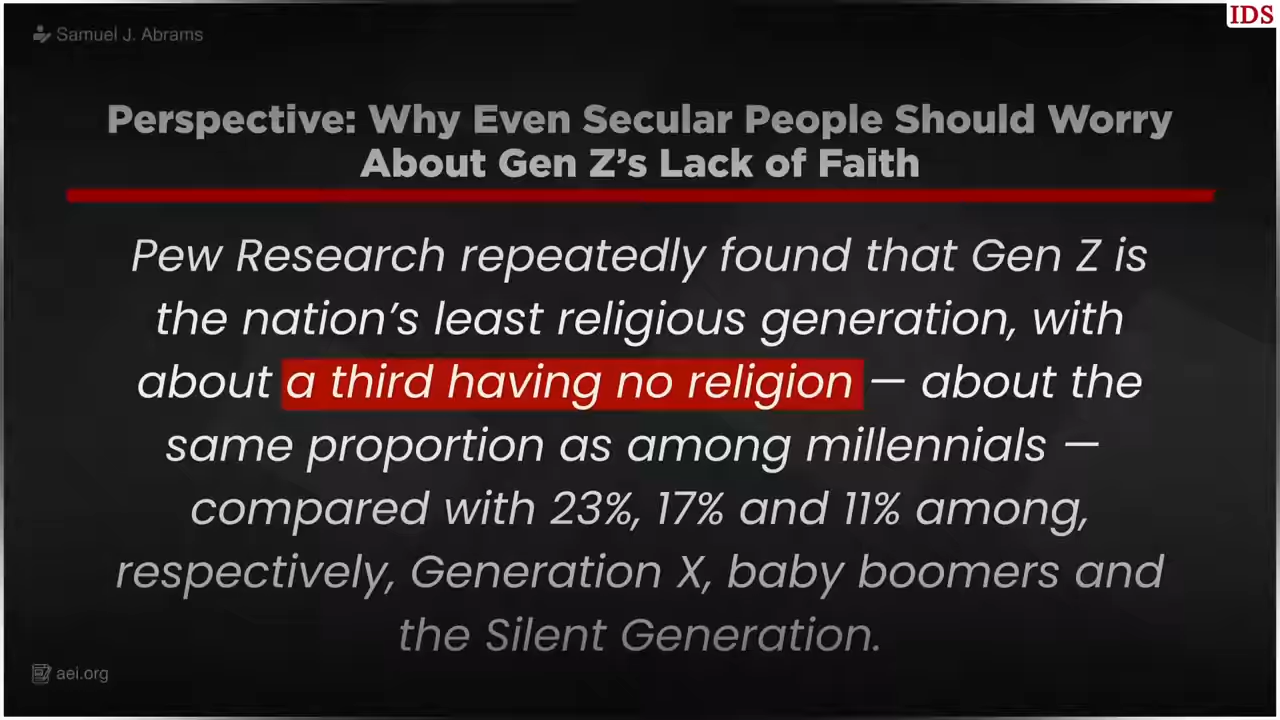 IDS
Samuel J. Abrams
Perspective: Why Even Secular People Should Worry
About Gen Z’s Lack of Faith
Pew Research repeatedly found that Gen Z is
the nation’s least religious generation, with
about a third having no religion — about the
same proportion as among millennials —
compared with 23%, 17% and 11% among,
respectively, Generation X, baby boomers and
the Silent Generation.
aei.org